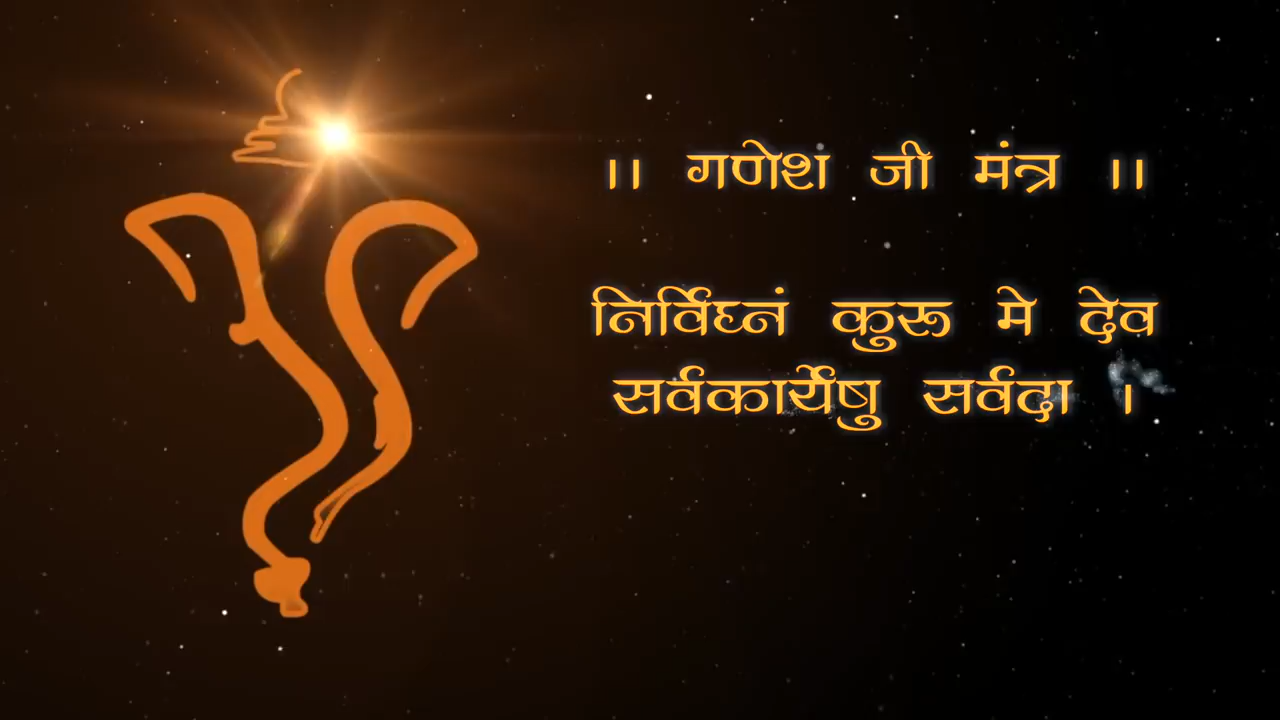 ।। गणेश जी मंत्र ।।
निर्विघ्नं कुरू मे देव
सर्वकार्येषु सर्वदा ।